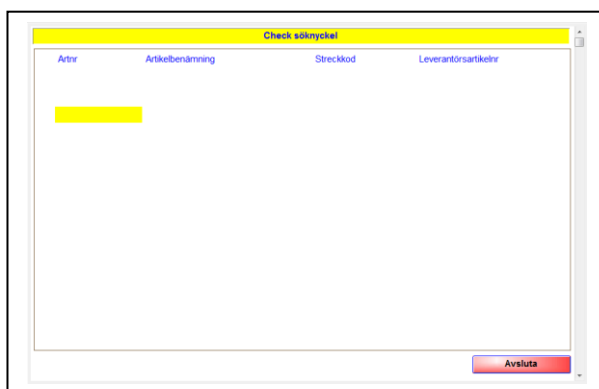 Check söknyckel
Artnr Artikelbenämning Streckkod Leverantörsartikelnr
Avsluta